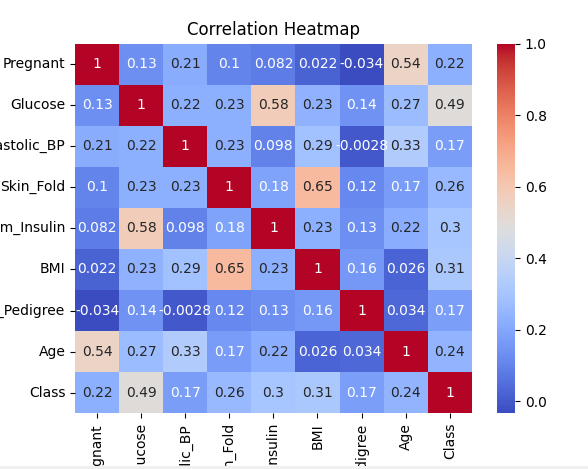 Correlation Heatmap
Pregnant 1 0.13 0.21 0.1 0.082 0.022 -0.034 0.54 0.22
Glucose 0.13 1 0.22 0.23 0.58 0.23 0.14 0.27 0.49
astolic_BP 0.21 0.22 1 0.23 0.098 0.29 -0.0028 0.33 0.17
Skin_Fold 0.1 0.23 0.23 1 0.18 0.65 0.12 0.17 0.26
m_Insulin 0.082 0.58 0.098 0.18 1 0.23 0.13 0.22 0.3
BMI 0.022 0.23 0.29 0.65 0.23 1 0.16 0.026 0.31
_Pedigree -0.034 0.14 -0.0028 0.12 0.13 0.16 1 0.034 0.17
Age 0.54 0.27 0.33 0.17 0.22 0.026 0.034 1 0.24
Class 0.22 0.49 0.17 0.26 0.3 0.31 0.17 0.24 1
gnant ucose lic_BP n_Fold nsulin BMI digree Age Class
1.0
0.8
0.6
0.4
0.2
0.0